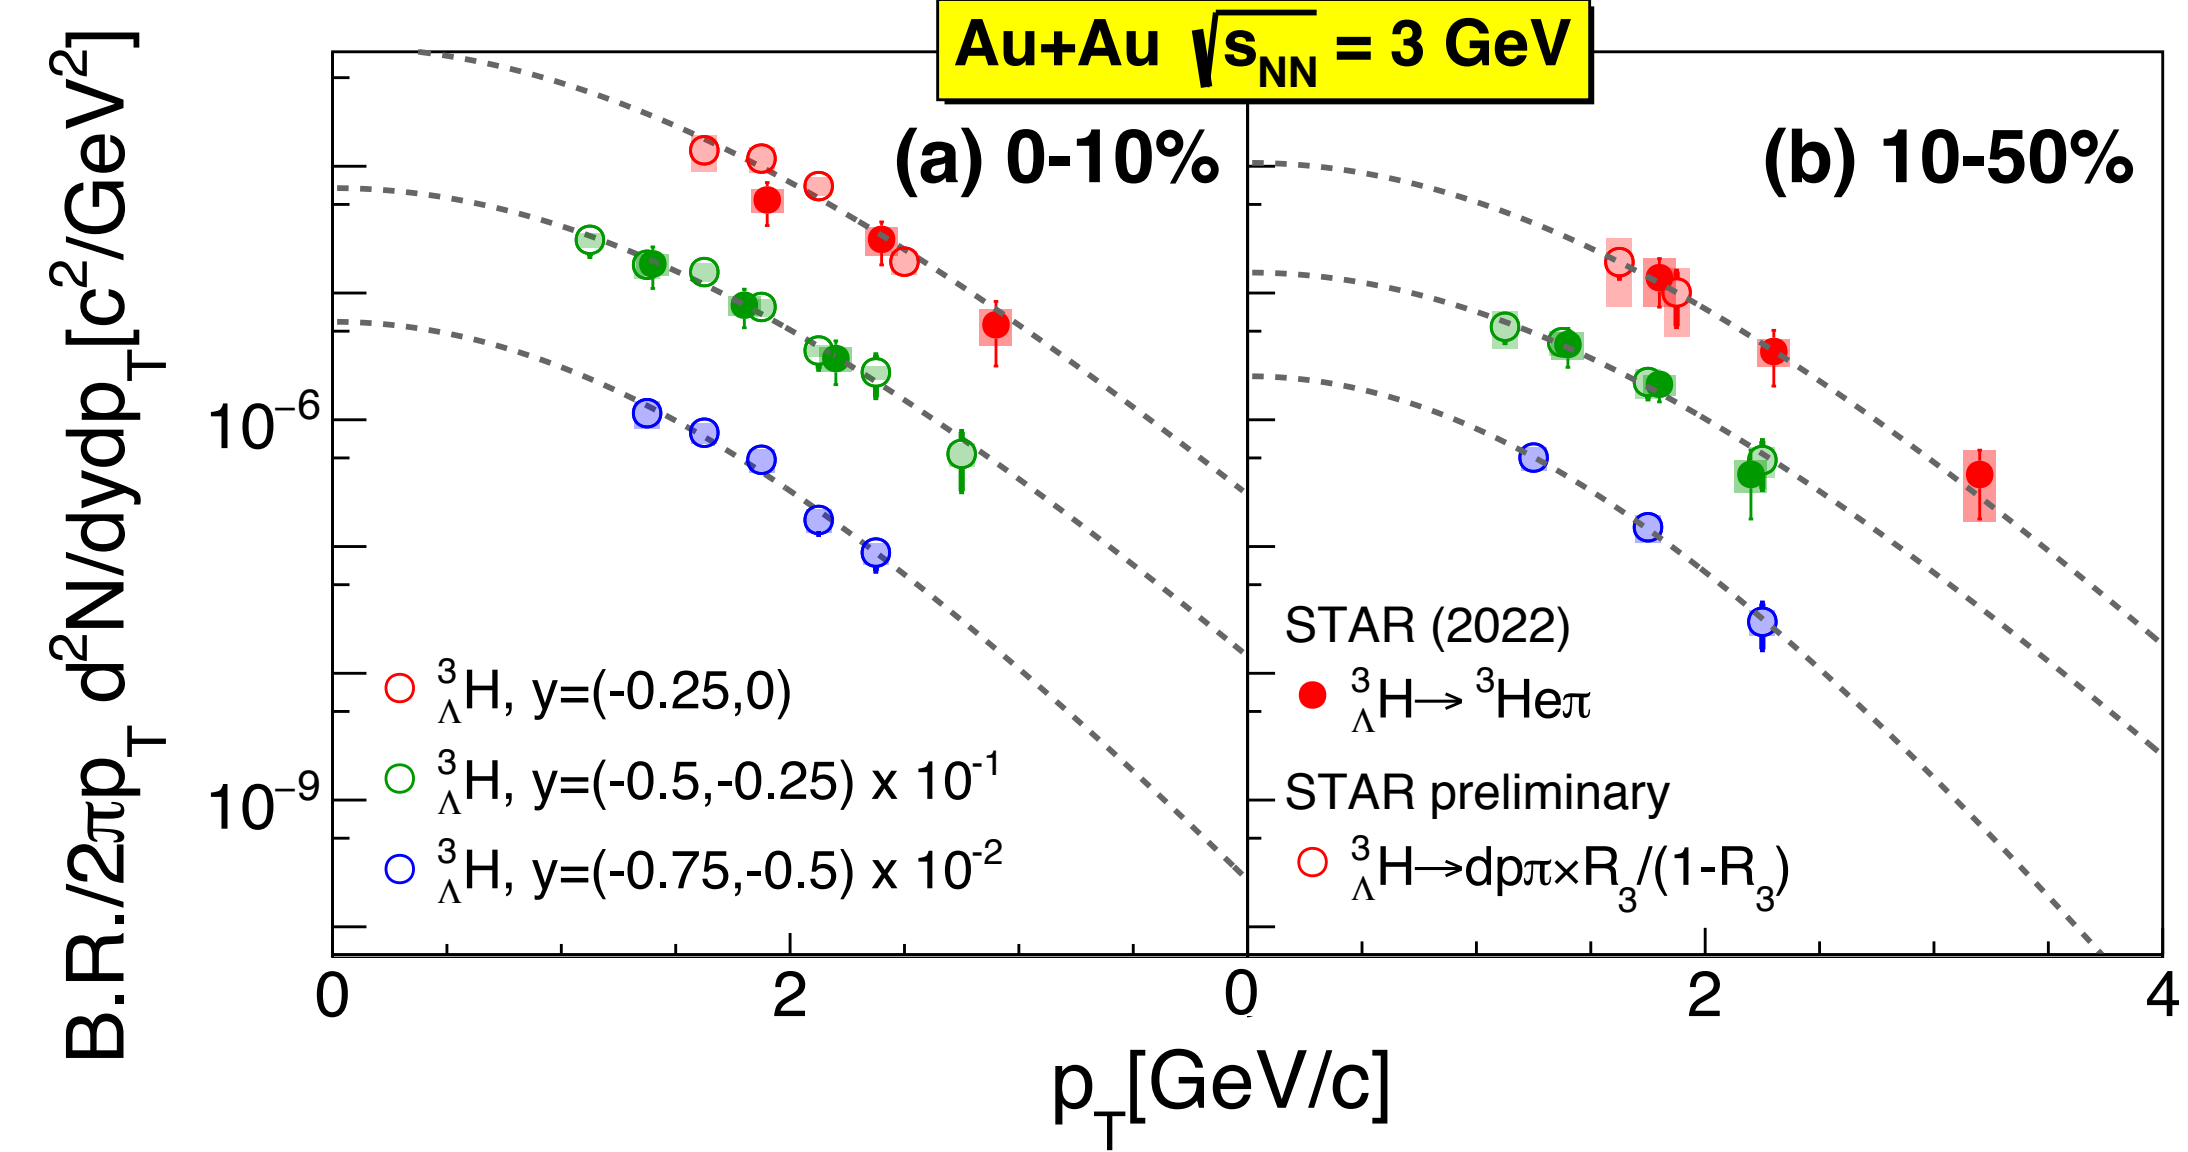 Au+Au √sNN = 3 GeV
B.R./2πpT d²N/dydpT[c²/GeV²]
(a) 0-10%
(b) 10-50%
10⁻⁶
10⁻⁹
³ΛH, y=(-0.25,0)
³ΛH, y=(-0.5,-0.25) x 10⁻¹
³ΛH, y=(-0.75,-0.5) x 10⁻²
STAR (2022)
³ΛH→ ³Heπ
STAR preliminary
³ΛH→dpπ×R₃/(1-R₃)
0 2 0 2 4
pT[GeV/c]